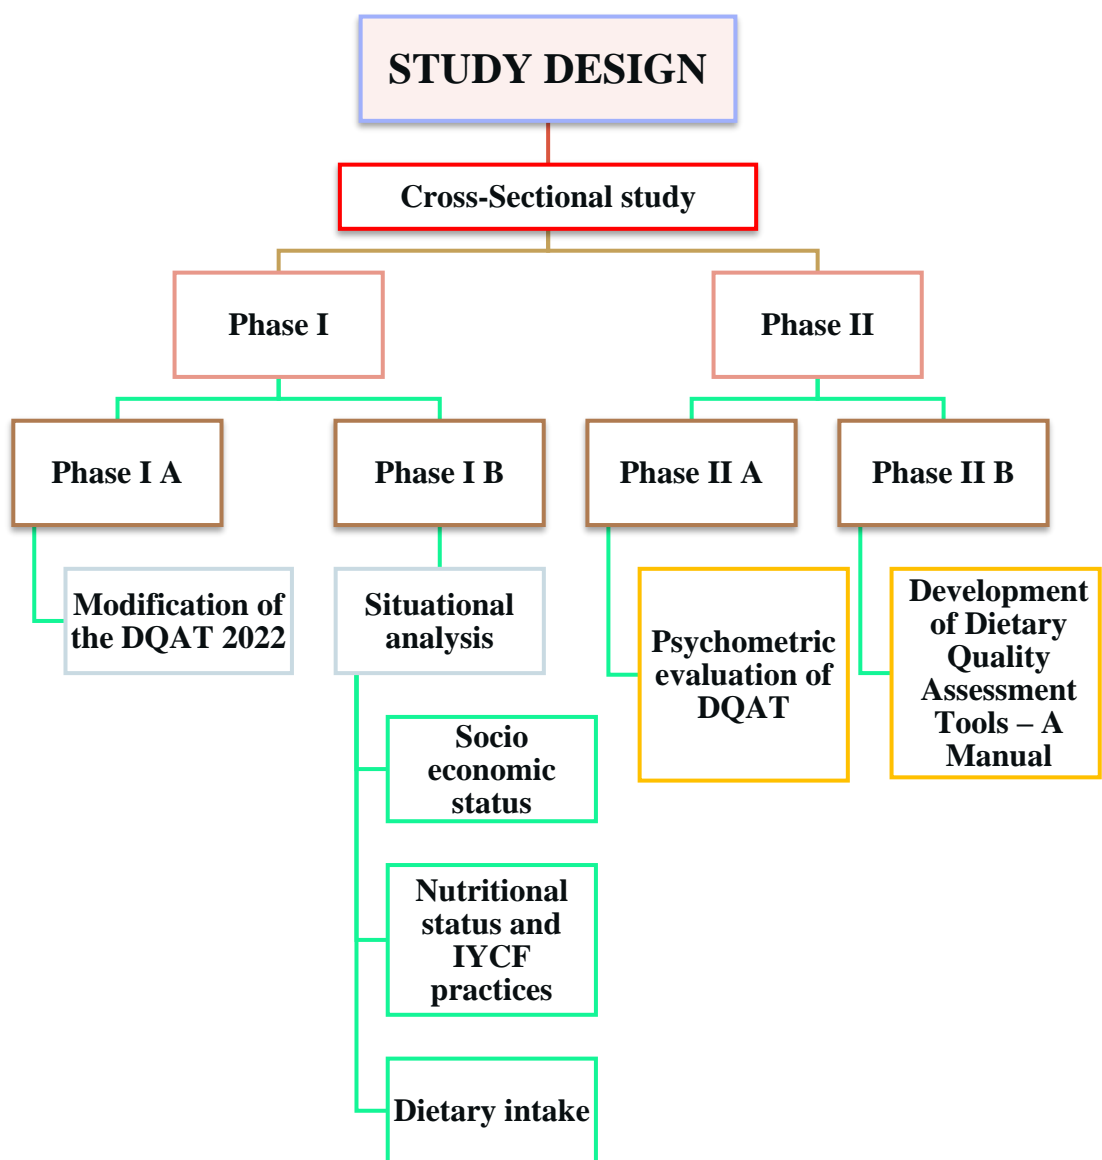 STUDY DESIGN
Cross-Sectional study
Phase I
Phase II
Phase I A
Phase I B
Phase II A
Phase II B
Modification of
the DQAT 2022
Situational
analysis
Psychometric
evaluation of
DQAT
Development
of Dietary
Quality
Assessment
Tools – A
Manual
Socio
economic
status
Nutritional
status and
IYCF
practices
Dietary intake